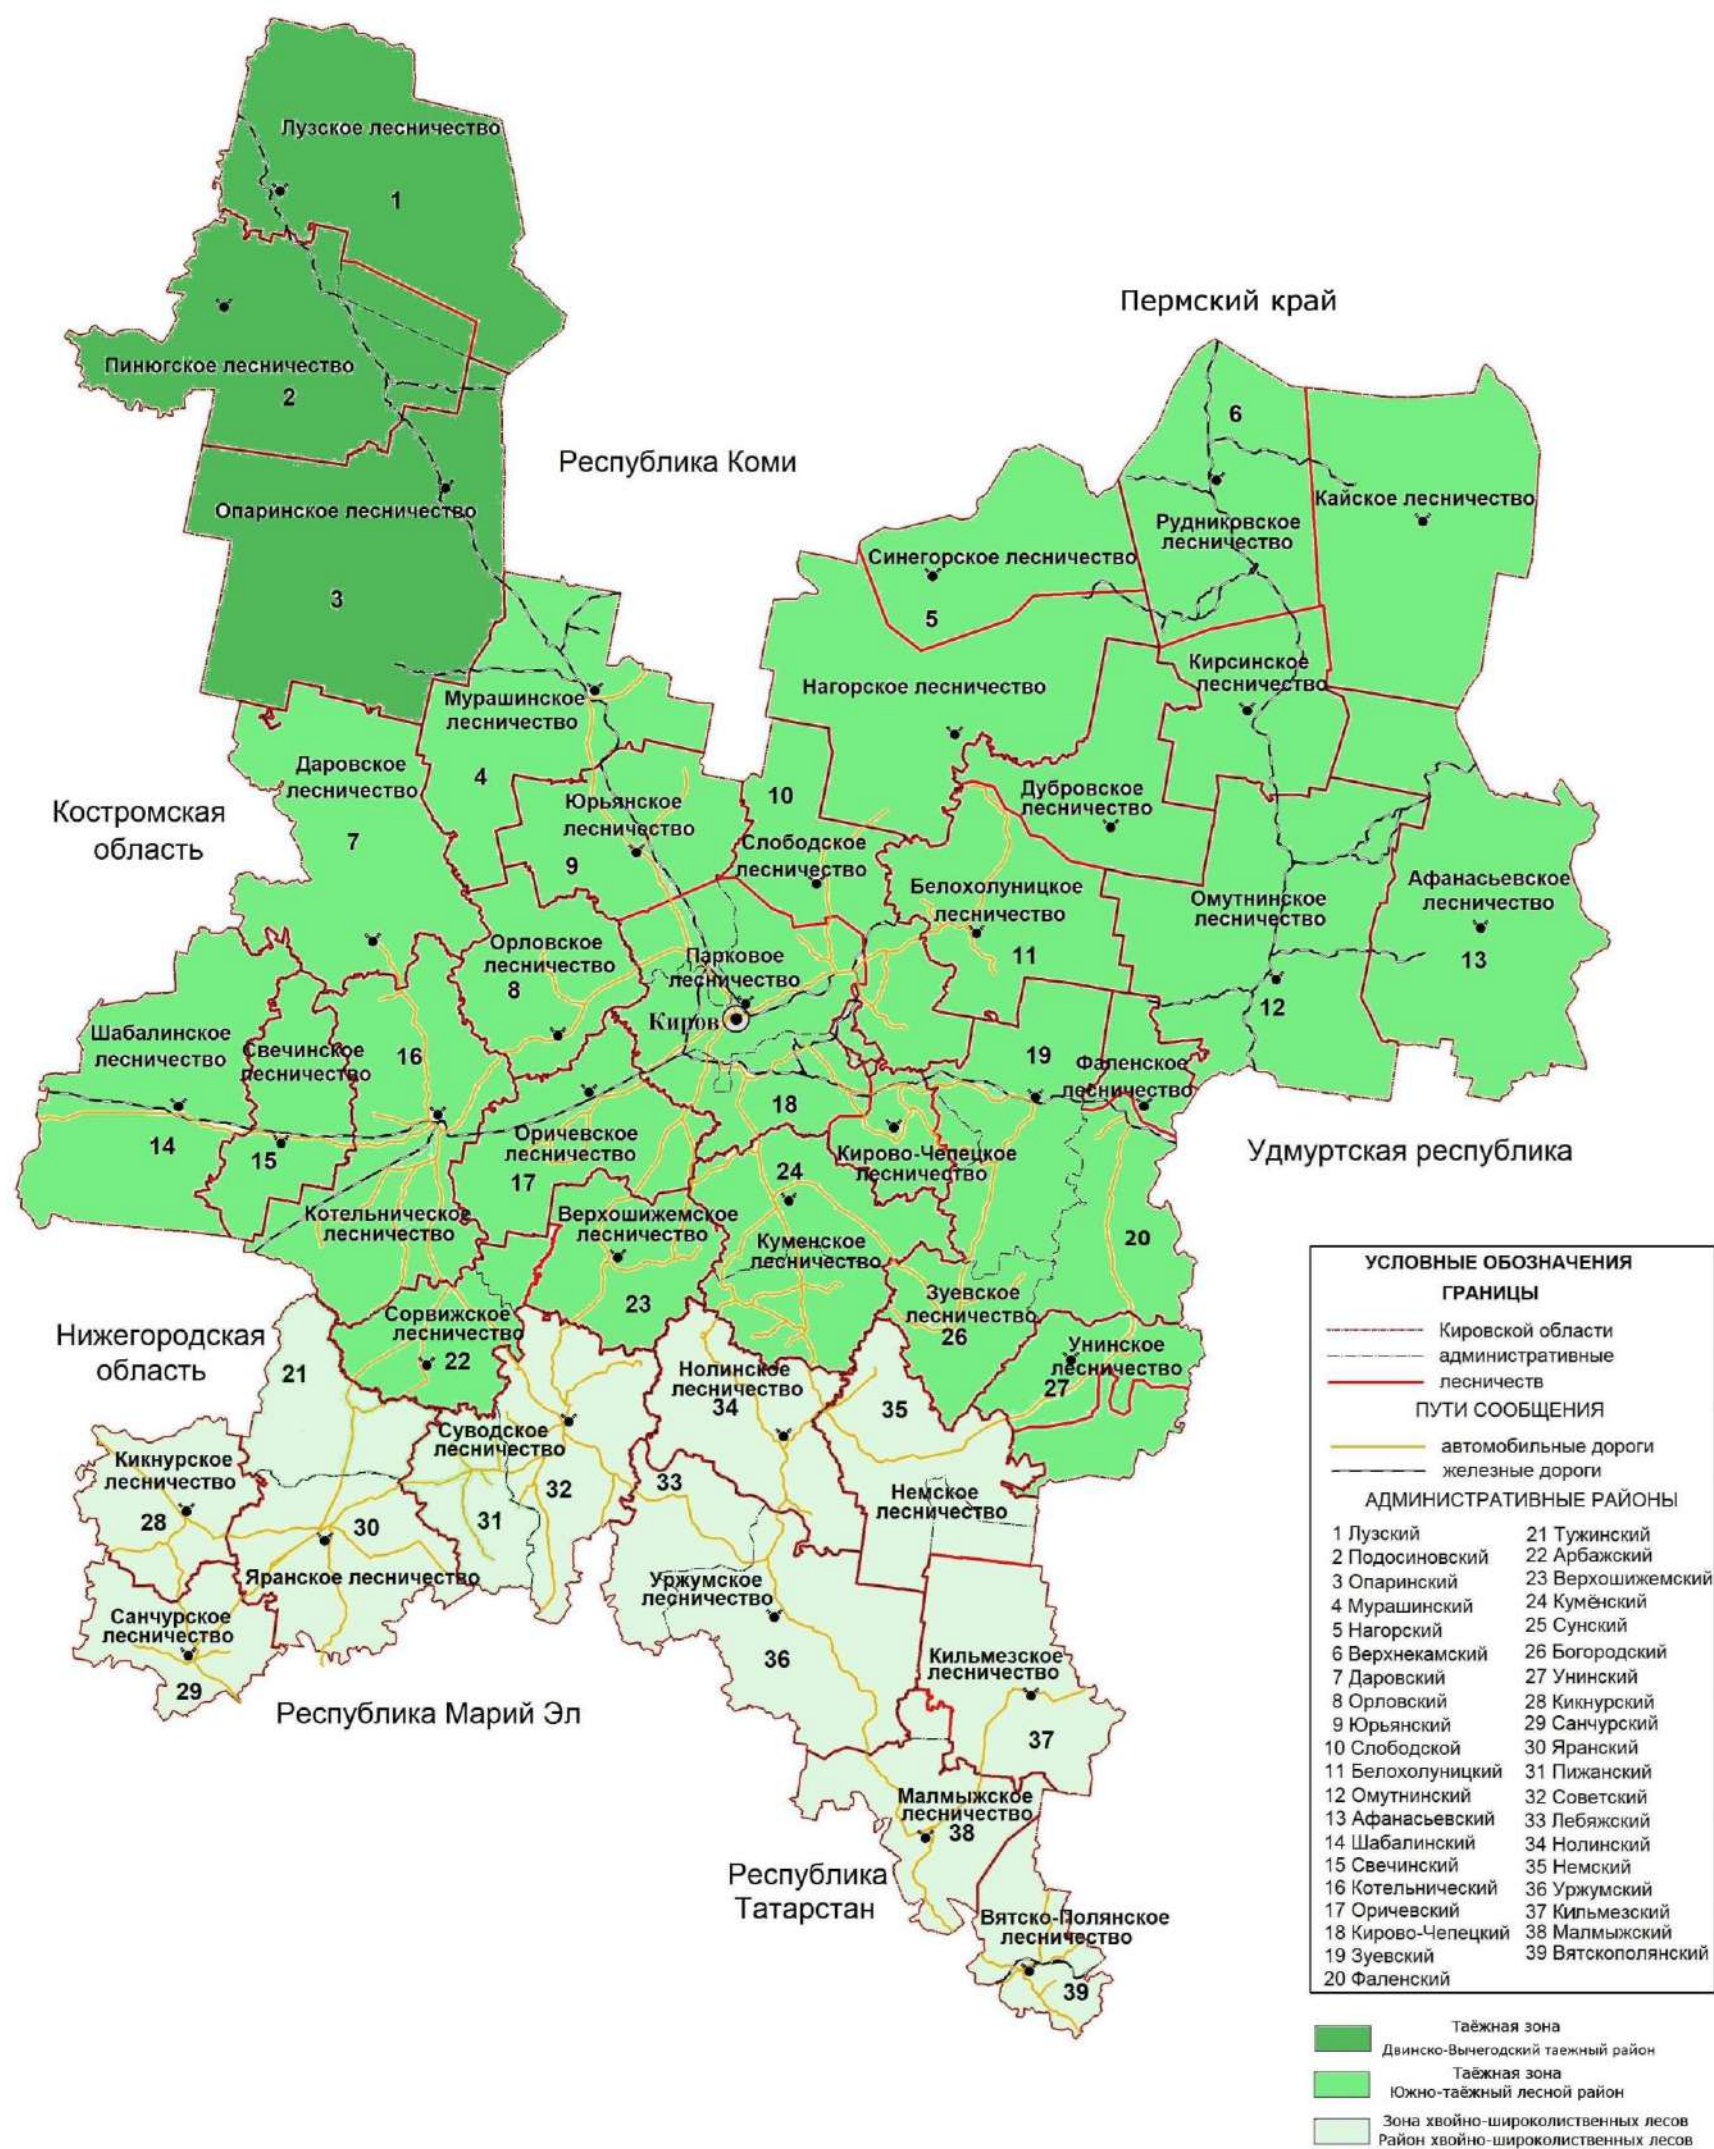 Лузское лесничество
1
Пинюгское лесничество
2
Пермский край
6
Республика Коми
Кайское лесничество
Опаринское лесничество
3
Рудниковское
лесничество
Синегорское лесничество
5
Кирсинское
лесничество
Нагорское лесничество
Мурашинское
лесничество
4
Даровское
лесничество
7
Костромская
область
Юрьянское
лесничество
9
10
Слободское
лесничество
Дубровское
лесничество
Белохолуницкое
лесничество
11
Омутнинское
лесничество
12
Афанасьевское
лесничество
13
Орловское
лесничество
8
Парковое
лесничество
Киров
Шабалинское
лесничество
14
Свечинское
лесничество
15
16
19
Фаленское
лесничество
18
Оричевское
лесничество
17
Кирово-Чепецкое
лесничество
24
Удмуртская республика
Котельническое
лесничество
Верхошижемское
лесничество
23
Куменское
лесничество
20
Зуевское
лесничество
26
Сорвижское
лесничество
22
Унинское
лесничество
27
Нижегородская
область
21
Нолинское
лесничество
34
35
Суводское
лесничество
32
31
33
Кикнурское
лесничество
28
30
Яранское лесничество
Немское
лесничество
Уржумское
лесничество
36
Санчурское
лесничество
29
Республика Марий Эл
Кильмезское
лесничество
37
Малмыжское
лесничество
38
Республика
Татарстан
Вятско-Полянское
лесничество
39
УСЛОВНЫЕ ОБОЗНАЧЕНИЯ
ГРАНИЦЫ
Кировской области
административные
лесничеств
ПУТИ СООБЩЕНИЯ
автомобильные дороги
железные дороги
АДМИНИСТРАТИВНЫЕ РАЙОНЫ
1 Лузский
2 Подосиновский
3 Опаринский
4 Мурашинский
5 Нагорский
6 Верхнекамский
7 Даровский
8 Орловский
9 Юрьянский
10 Слободской
11 Белохолуницкий
12 Омутнинский
13 Афанасьевский
14 Шабалинский
15 Свечинский
16 Котельнический
17 Оричевский
18 Кирово-Чепецкий
19 Зуевский
20 Фаленский
21 Тужинский
22 Арбажский
23 Верхошижемский
24 Кумёнский
25 Сунский
26 Богородский
27 Унинский
28 Кикнурский
29 Санчурский
30 Яранский
31 Пижанский
32 Советский
33 Лебяжский
34 Нолинский
35 Немский
36 Уржумский
37 Кильмезский
38 Малмыжский
39 Вятскополянский
Таёжная зона
Двинско-Вычегодский таежный район
Таёжная зона
Южно-таёжный лесной район
Зона хвойно-широколиственных лесов
Район хвойно-широколиственных лесов